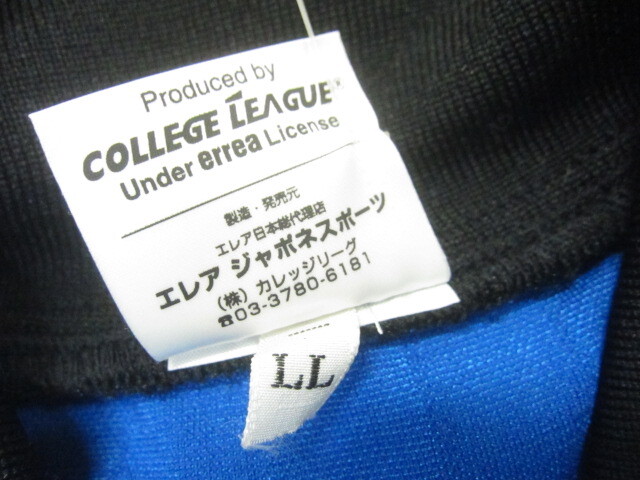 Produced by
COLLEGE LEAGUE
Under errea License
製造・発売元
エレア日本総代理店
エレア ジャポネスポーツ
(株) カレッジリーグ
☎03-3780-6181
LL